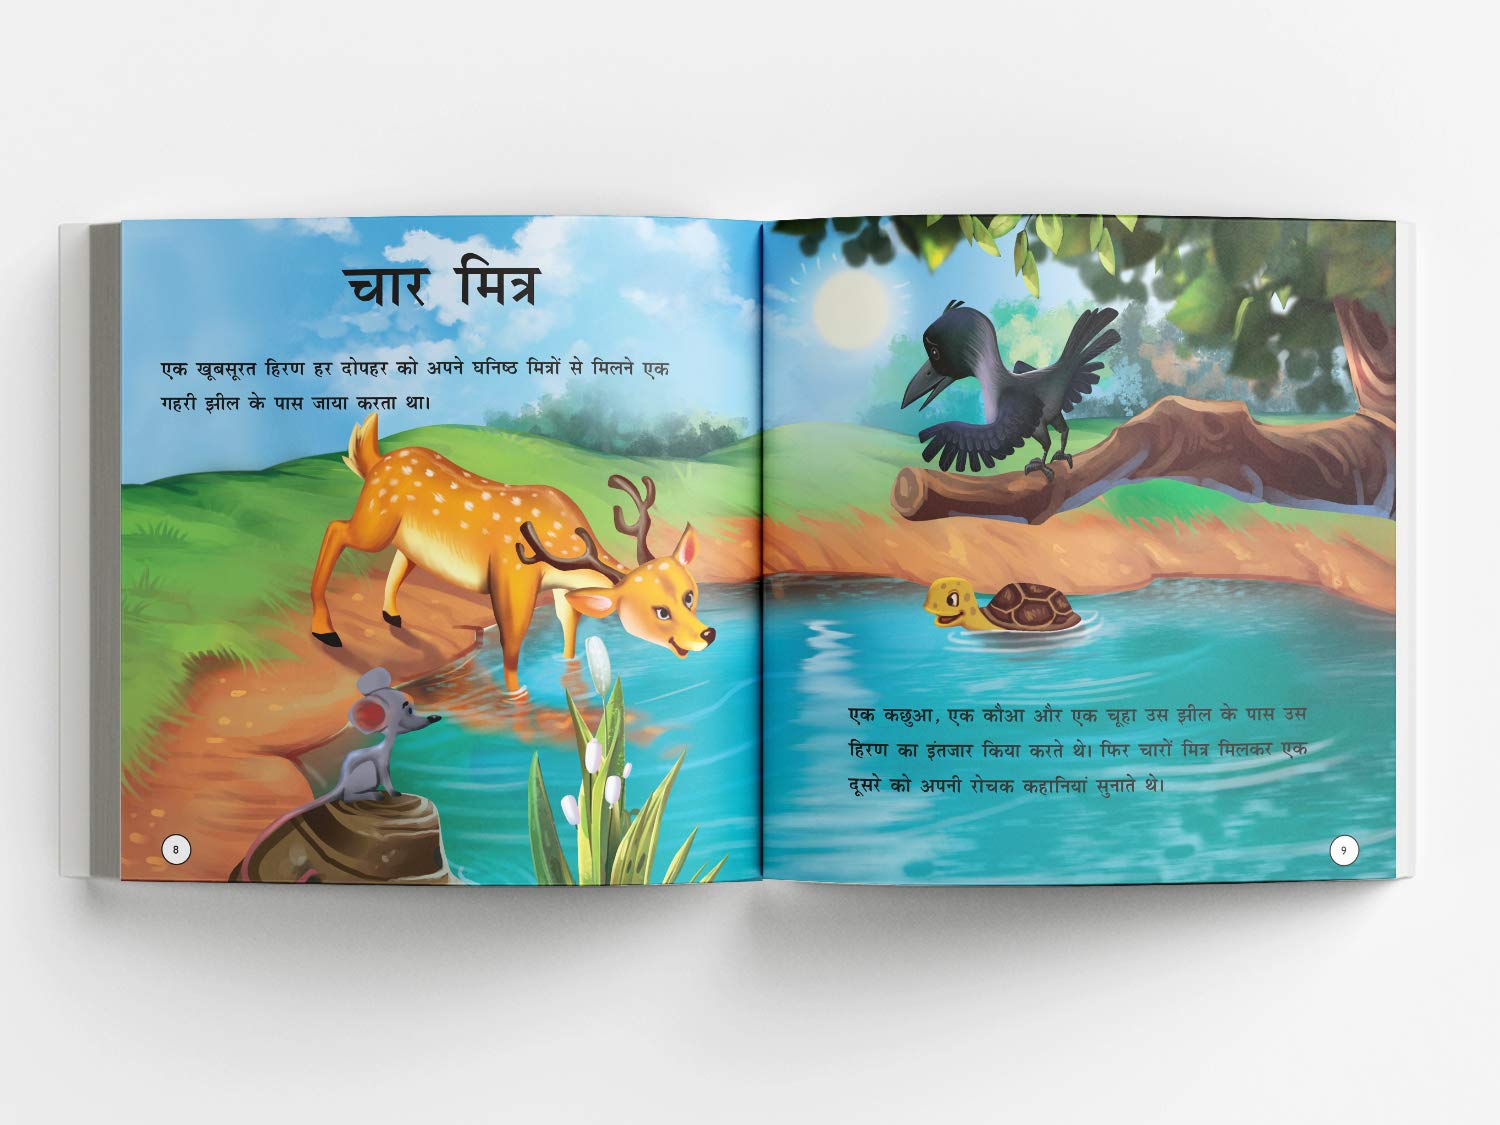 चार मित्र
एक खूबसूरत हिरण हर दोपहर को अपने घनिष्ठ मित्रों से मिलने एक
गहरी झील के पास जाया करता था।
8
एक कछुआ, एक कौआ और एक चूहा उस झील के पास उस
हिरण का इंतजार किया करते थे। फिर चारों मित्र मिलकर एक
दूसरे को अपनी रोचक कहानियां सुनाते थे।
9